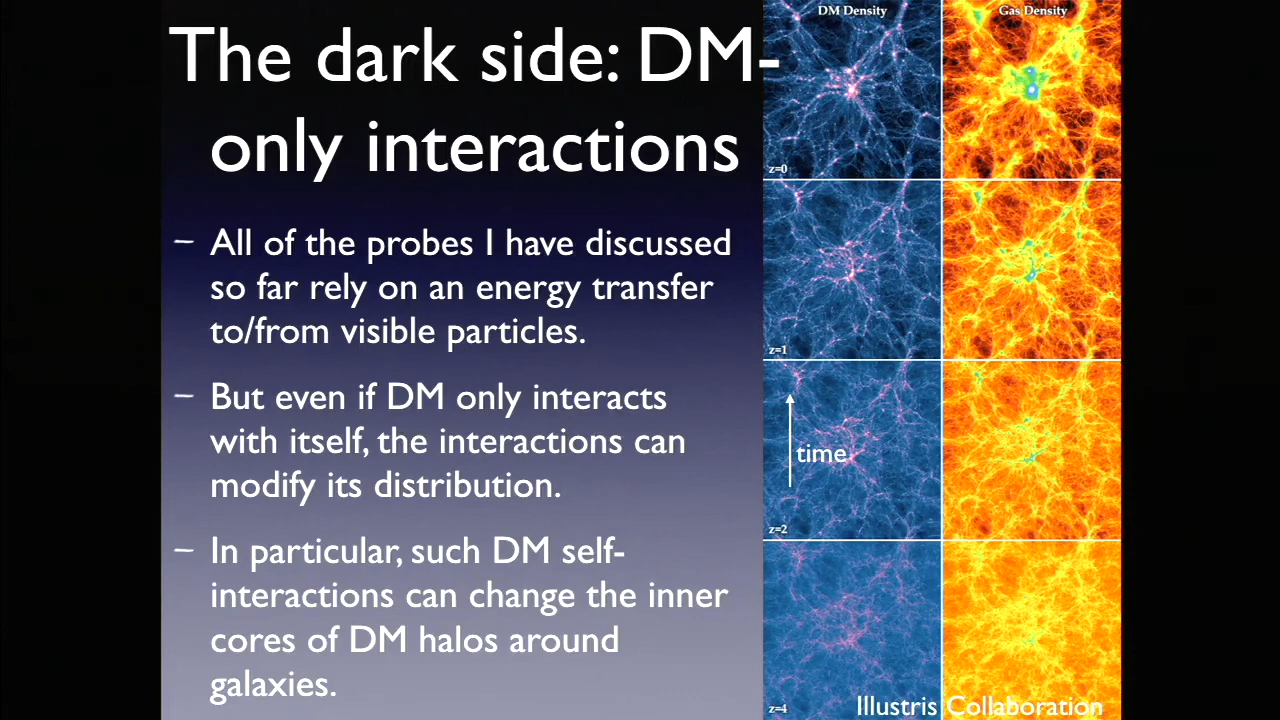 The dark side: DM-
only interactions
– All of the probes I have discussed
so far rely on an energy transfer
to/from visible particles.
– But even if DM only interacts
with itself, the interactions can
modify its distribution.
– In particular, such DM self-
interactions can change the inner
cores of DM halos around
galaxies.
DM Density
Gas Density
z=0
z=1
time
z=2
z=4
Illustris Collaboration